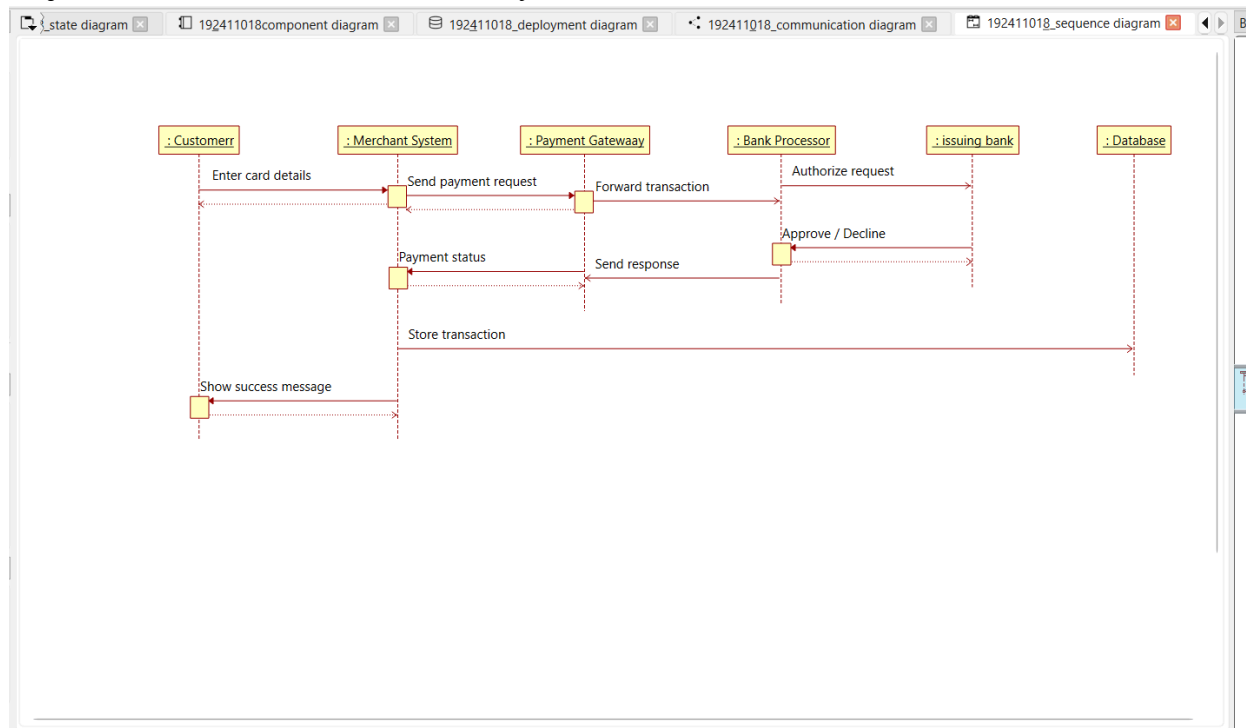 _state diagram
192411018component diagram
192411018_deployment diagram
192411018_communication diagram
192411018_sequence diagram
B
: Customerr
: Merchant System
: Payment Gatewaay
: Bank Processor
: issuing bank
: Database
Enter card details
Send payment request
Forward transaction
Authorize request
Approve / Decline
Payment status
Send response
Store transaction
Show success message